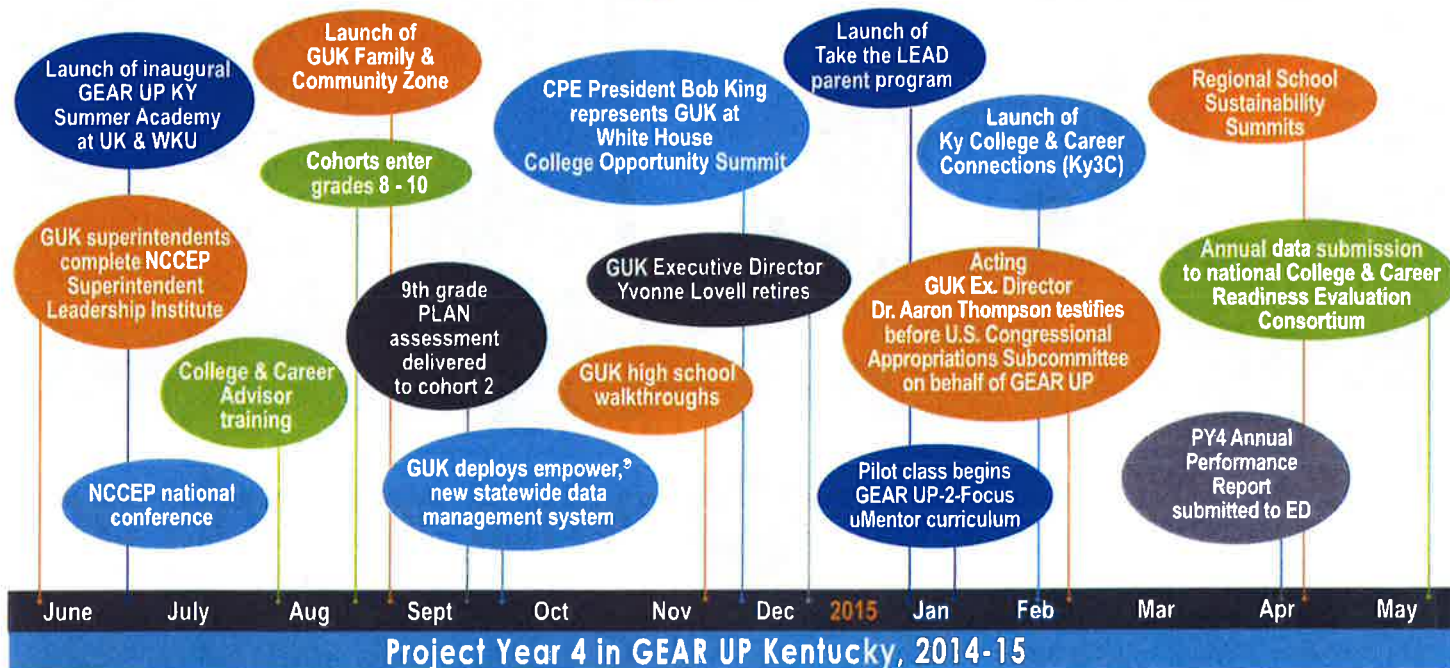 Launch of inaugural
GEAR UP KY
Summer Academy
at UK & WKU
GUK superintendents
complete NCCEP
Superintendent
Leadership Institute
NCCEP national
conference
College & Career
Advisor
training
Launch of
GUK Family &
Community Zone
Cohorts enter
grades 8 - 10
9th grade
PLAN
assessment
delivered
to cohort 2
GUK deploys empower,®
new statewide data
management system
CPE President Bob King
represents GUK at
White House
College Opportunity Summit
GUK Executive Director
Yvonne Lovell retires
GUK high school
walkthroughs
Launch of
Take the LEAD
parent program
Launch of
Ky College & Career
Connections (Ky3C)
Acting
GUK Ex. Director
Dr. Aaron Thompson testifies
before U.S. Congressional
Appropriations Subcommittee
on behalf of GEAR UP
Pilot class begins
GEAR UP-2-Focus
uMentor curriculum
Regional School
Sustainability
Summits
Annual data submission
to national College & Career
Readiness Evaluation
Consortium
PY4 Annual
Performance
Report
submitted to ED
June July Aug Sept Oct Nov Dec 2015 Jan Feb Mar Apr May
Project Year 4 in GEAR UP Kentucky, 2014-15